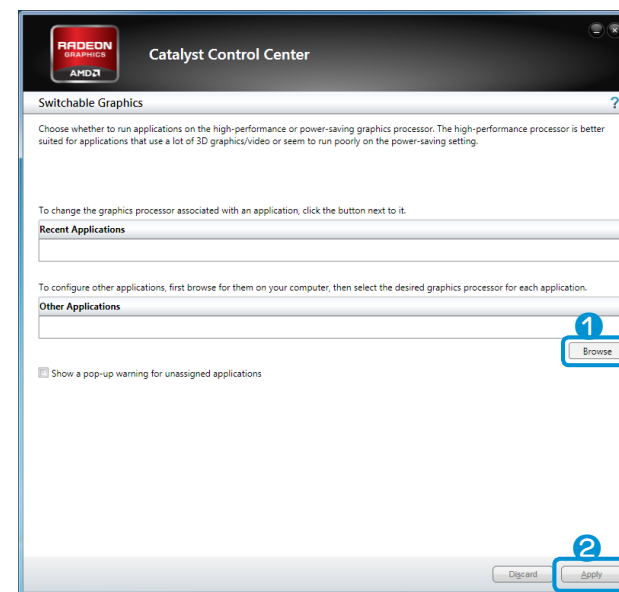 RADEON
GRAPHICS
AMD
Catalyst Control Center
Switchable Graphics
?
Choose whether to run applications on the high-performance or power-saving graphics processor. The high-performance processor is better
suited for applications that use a lot of 3D graphics/video or seem to run poorly on the power-saving setting.
To change the graphics processor associated with an application, click the button next to it.
Recent Applications
To configure other applications, first browse for them on your computer, then select the desired graphics processor for each application.
Other Applications
1
Browse
Show a pop-up warning for unassigned applications
2
Discard Apply